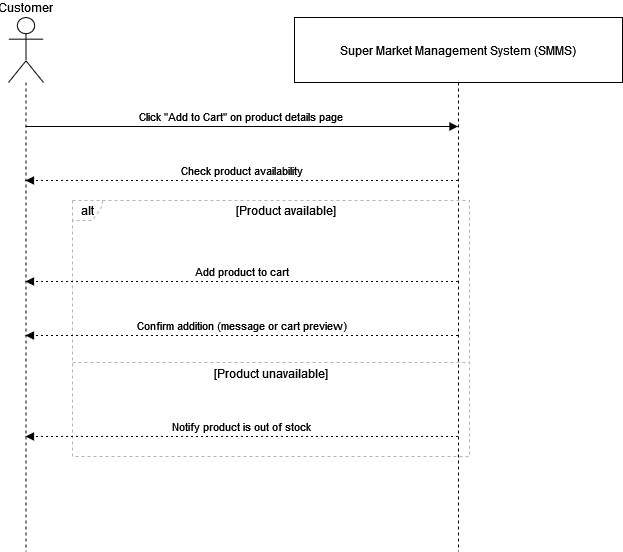 Customer
Super Market Management System (SMMS)
Click "Add to Cart" on product details page
Check product availability
alt
[Product available]
Add product to cart
Confirm addition (message or cart preview)
[Product unavailable]
Notify product is out of stock